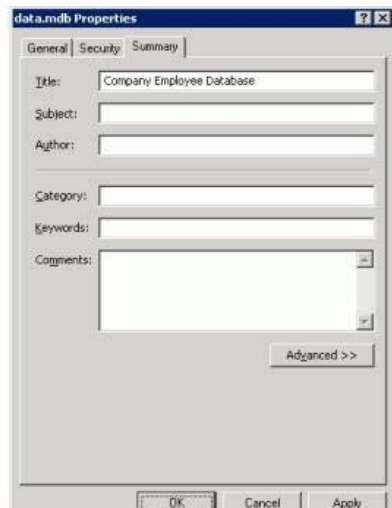 data.mdb Properties
General Security Summary
Title: Company Employee Database
Subject:
Author:
Category:
Keywords:
Comments:
Advanced >>
OK Cancel Apply